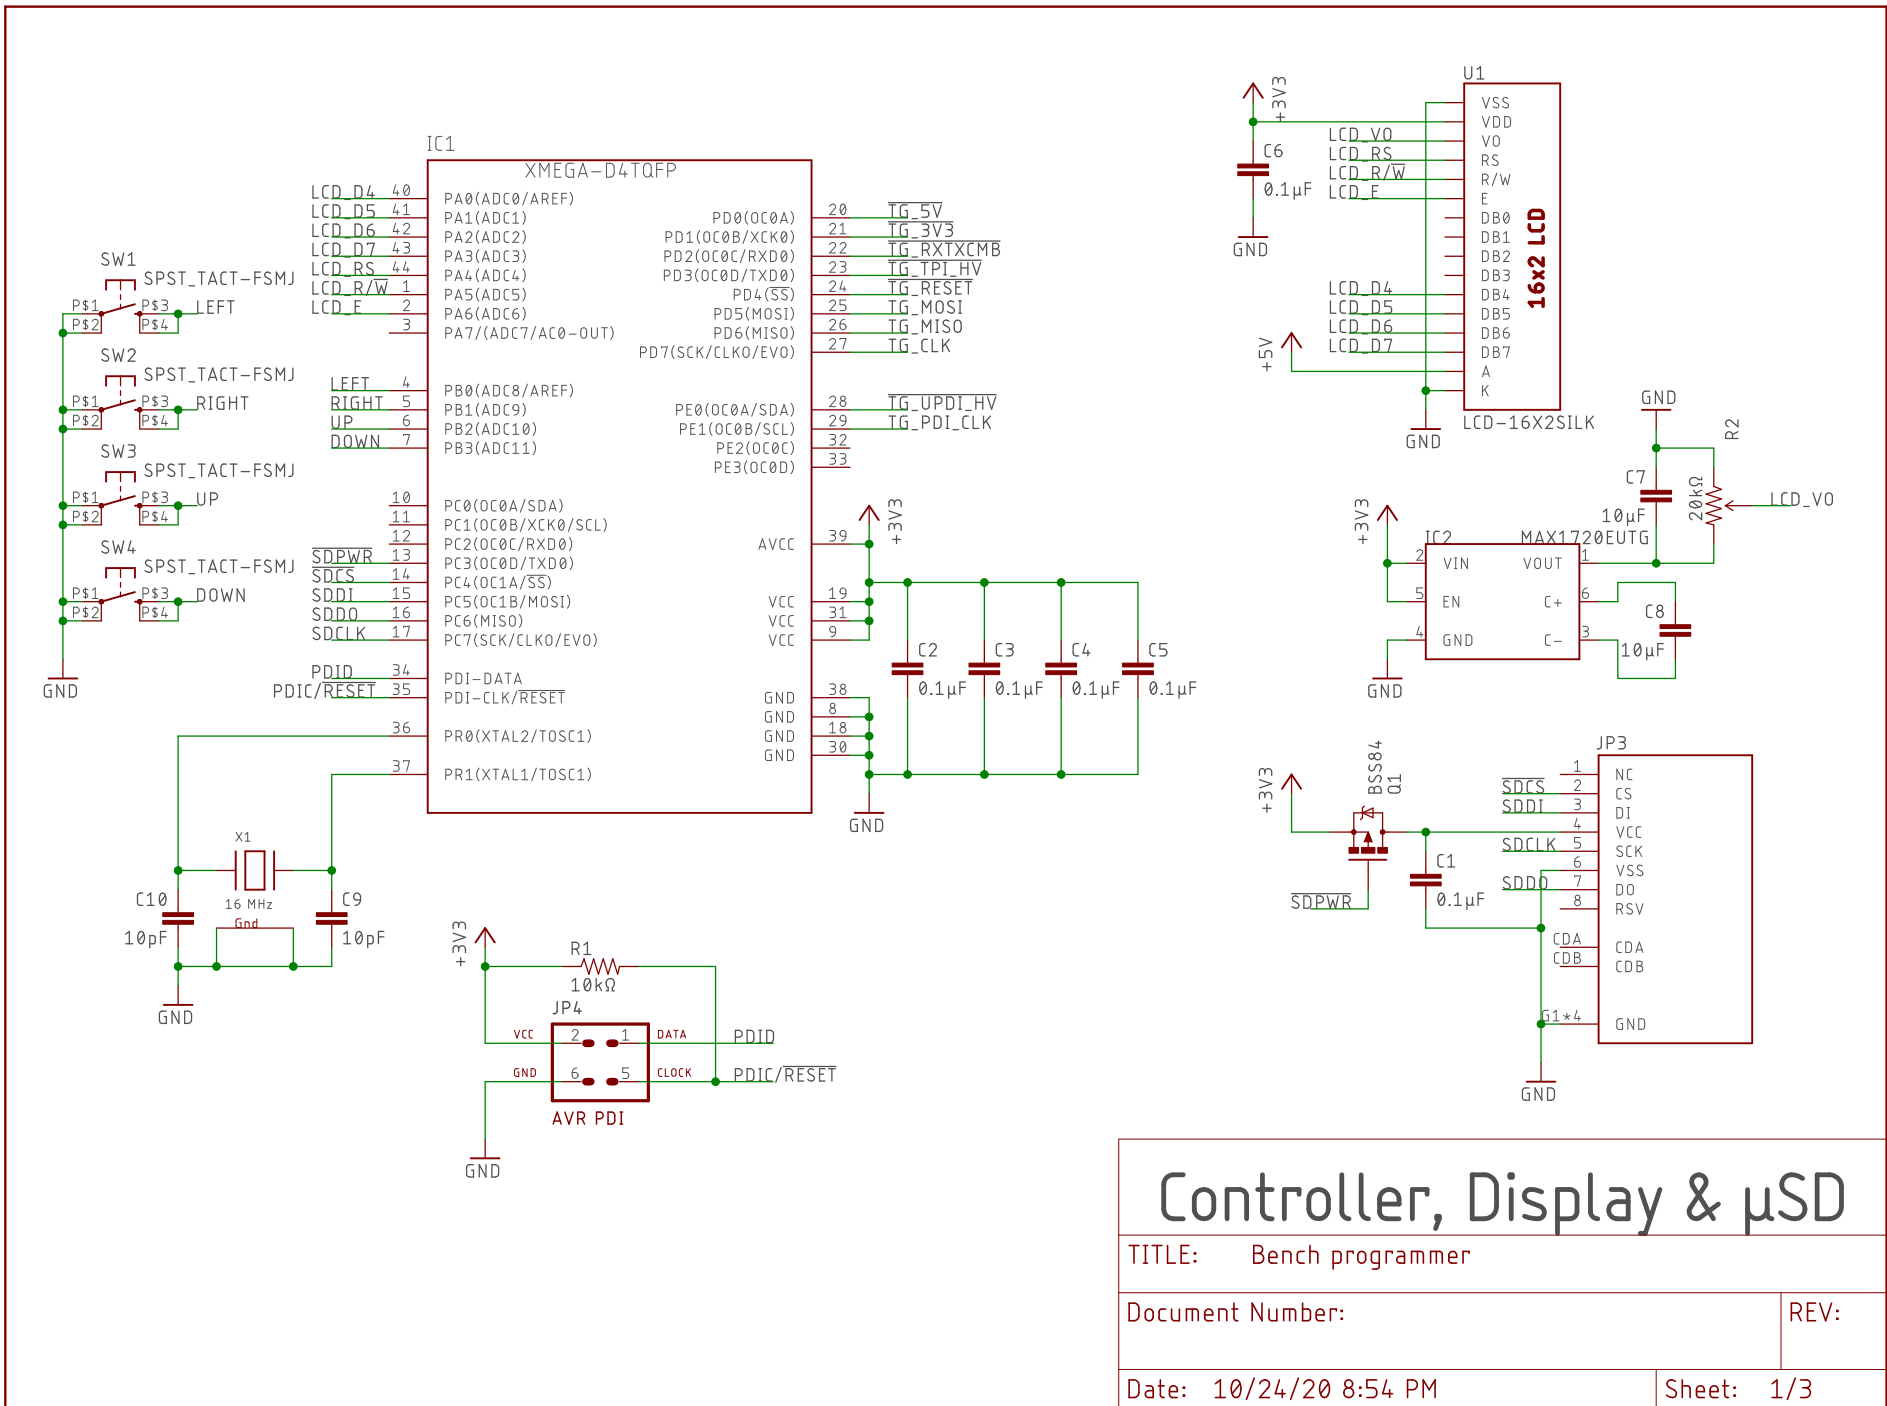 IC1
XMEGA-D4TQFP
LCD_D4 40 PA0(ADC0/AREF)
LCD_D5 41 PA1(ADC1)
LCD_D6 42 PA2(ADC2)
LCD_D7 43 PA3(ADC3)
LCD_RS 44 PA4(ADC4)
LCD_R/W 1 PA5(ADC5)
LCD_E 2 PA6(ADC6)
3 PA7/(ADC7/AC0-OUT)
LEFT 4 PB0(ADC8/AREF)
RIGHT 5 PB1(ADC9)
UP 6 PB2(ADC10)
DOWN 7 PB3(ADC11)
10 PC0(OC0A/SDA)
11 PC1(OC0B/XCK0/SCL)
12 PC2(OC0C/RXD0)
SDPWR 13 PC3(OC0D/TXD0)
SDCS 14 PC4(OC1A/SS)
SDDI 15 PC5(OC1B/MOSI)
SDDO 16 PC6(MISO)
SDCLK 17 PC7(SCK/CLKO/EVO)
PDID 34 PDI-DATA
PDIC/RESET 35 PDI-CLK/RESET
36 PR0(XTAL2/TOSC1)
37 PR1(XTAL1/TOSC1)
PD0(OC0A) 20 TG_5V
PD1(OC0B/XCK0) 21 TG_3V3
PD2(OC0C/RXD0) 22 TG_RXTXCMB
PD3(OC0D/TXD0) 23 TG_TPI_HV
PD4(SS) 24 TG_RESET
PD5(MOSI) 25 TG_MOSI
PD6(MISO) 26 TG_MISO
PD7(SCK/CLKO/EVO) 27 TG_CLK
PE0(OC0A/SDA) 28 TG_UPDI_HV
PE1(OC0B/SCL) 29 TG_PDI_CLK
PE2(OC0C) 32
PE3(OC0D) 33
+3V3
AVCC 39
VCC 19
VCC 31
VCC 9
GND 38
GND 8
GND 18
GND 30
GND
C2 0.1µF
C3 0.1µF
C4 0.1µF
C5 0.1µF
SW1
SPST_TACT-FSMJ
P$1 P$3 LEFT
P$2 P$4
SW2
SPST_TACT-FSMJ
P$1 P$3 RIGHT
P$2 P$4
SW3
SPST_TACT-FSMJ
P$1 P$3 UP
P$2 P$4
SW4
SPST_TACT-FSMJ
P$1 P$3 DOWN
P$2 P$4
GND
X1
16 MHz
Gnd
C10
10pF
C9
10pF
GND
+3V3
R1
10kΩ
JP4
VCC 2 1 DATA PDID
GND 6 5 CLOCK PDIC/RESET
AVR PDI
GND
U1
+3V3
C6
0.1µF
GND
VSS
VDD
LCD_VO VO
LCD_RS RS
LCD_R/W R/W
LCD_E E
DB0
DB1
DB2
DB3
LCD_D4 DB4
LCD_D5 DB5
LCD_D6 DB6
LCD_D7 DB7
+5V A
K
16x2 LCD
LCD-16X2SILK
GND
GND
R2
20kΩ
LCD_VO
C7
10µF
+3V3
IC2
MAX1720EUTG
2 VIN VOUT 1
5 EN C+ 6
4 GND C- 3
C8
10µF
GND
JP3
+3V3
BSS84
Q1
SDPWR
C1
0.1µF
1 NC
SDCS 2 CS
SDDI 3 DI
4 VCC
SDCLK 5 SCK
6 VSS
SDDO 7 DO
8 RSV
CDA CDA
CDB CDB
G1*4 GND
GND
Controller, Display & µSD
TITLE: Bench programmer
Document Number:
REV:
Date: 10/24/20 8:54 PM
Sheet: 1/3